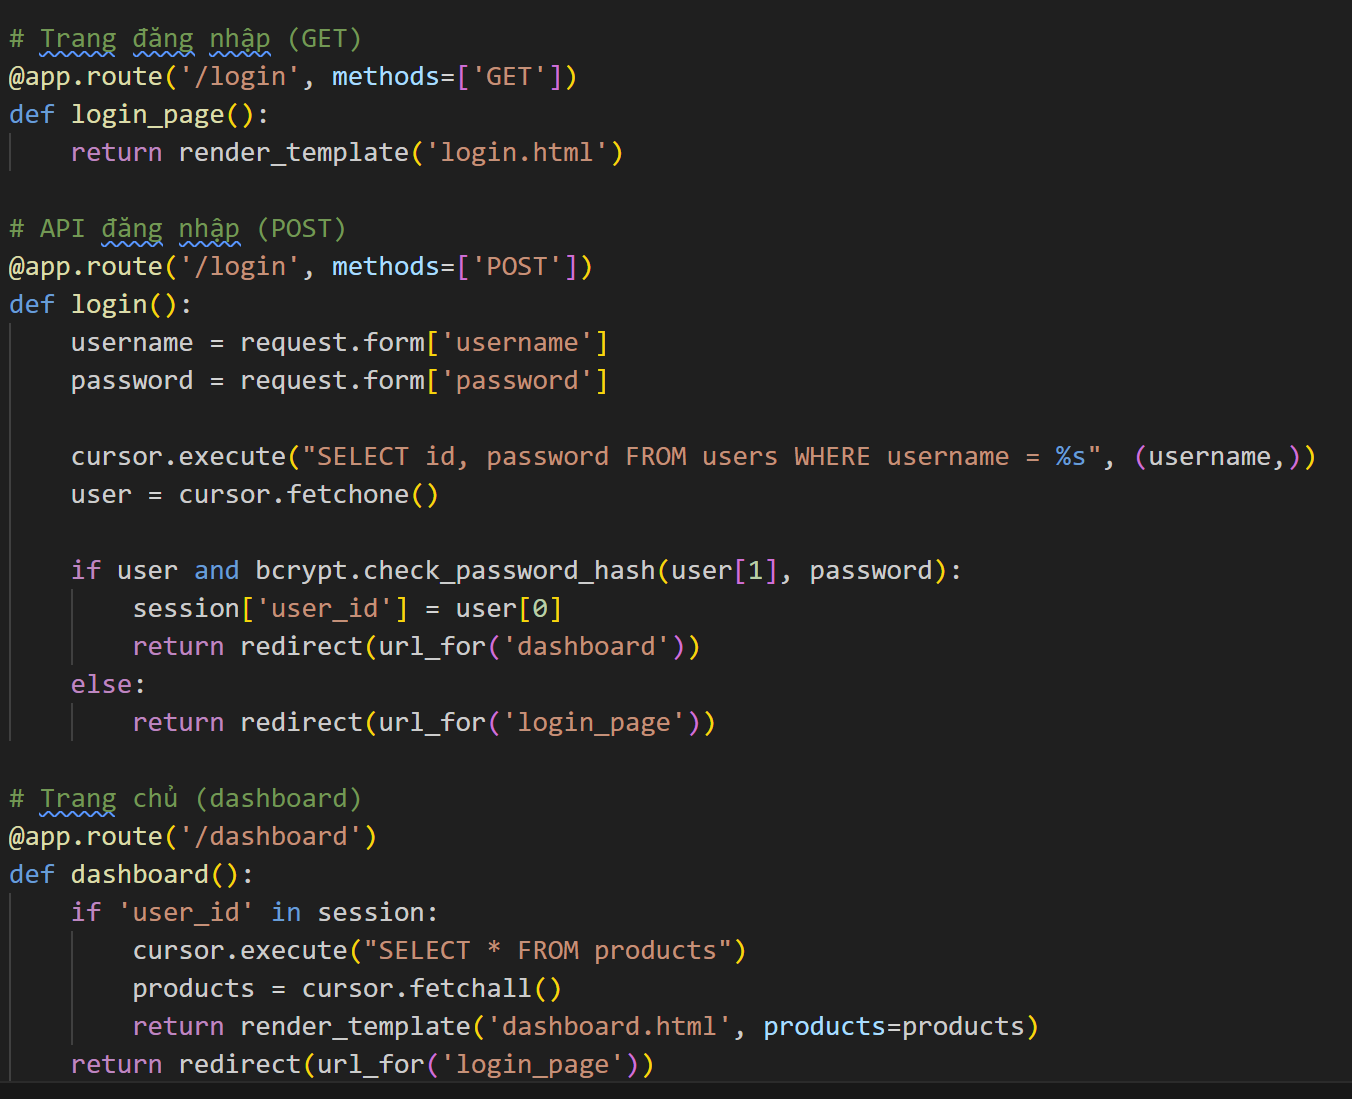 # Trang đăng nhập (GET)
@app.route('/login', methods=['GET'])
def login_page():
    return render_template('login.html')

# API đăng nhập (POST)
@app.route('/login', methods=['POST'])
def login():
    username = request.form['username']
    password = request.form['password']

    cursor.execute("SELECT id, password FROM users WHERE username = %s", (username,))
    user = cursor.fetchone()

    if user and bcrypt.check_password_hash(user[1], password):
        session['user_id'] = user[0]
        return redirect(url_for('dashboard'))
    else:
        return redirect(url_for('login_page'))

# Trang chủ (dashboard)
@app.route('/dashboard')
def dashboard():
    if 'user_id' in session:
        cursor.execute("SELECT * FROM products")
        products = cursor.fetchall()
        return render_template('dashboard.html', products=products)
    return redirect(url_for('login_page'))